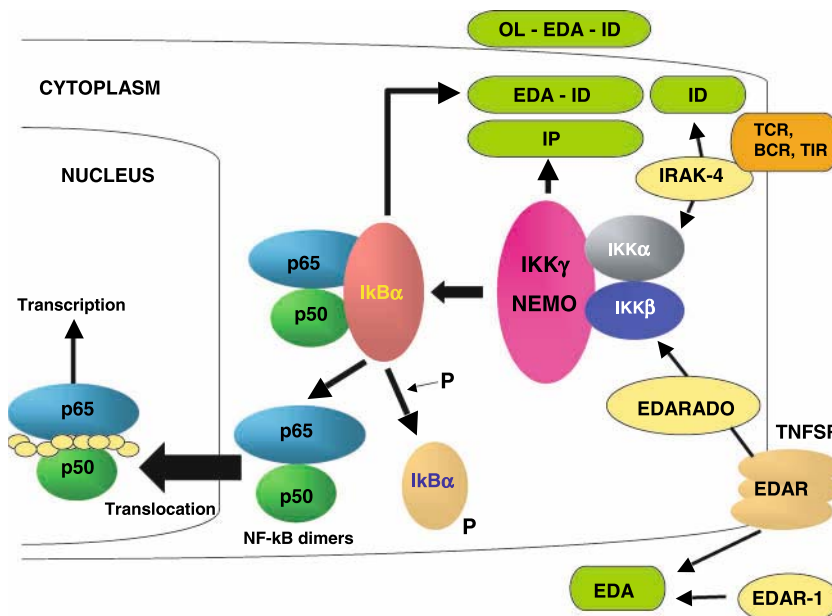 OL - EDA - ID
CYTOPLASM
EDA - ID
ID
IP
TCR,
BCR, TIR
NUCLEUS
IRAK-4
p65
IkBα
p50
IKKγ
NEMO
IKKα
IKKβ
Transcription
P
p65
p50
EDARADO
TNFSF
p65
p50
IkBα
P
EDAR
Translocation
NF-kB dimers
EDA
EDAR-1